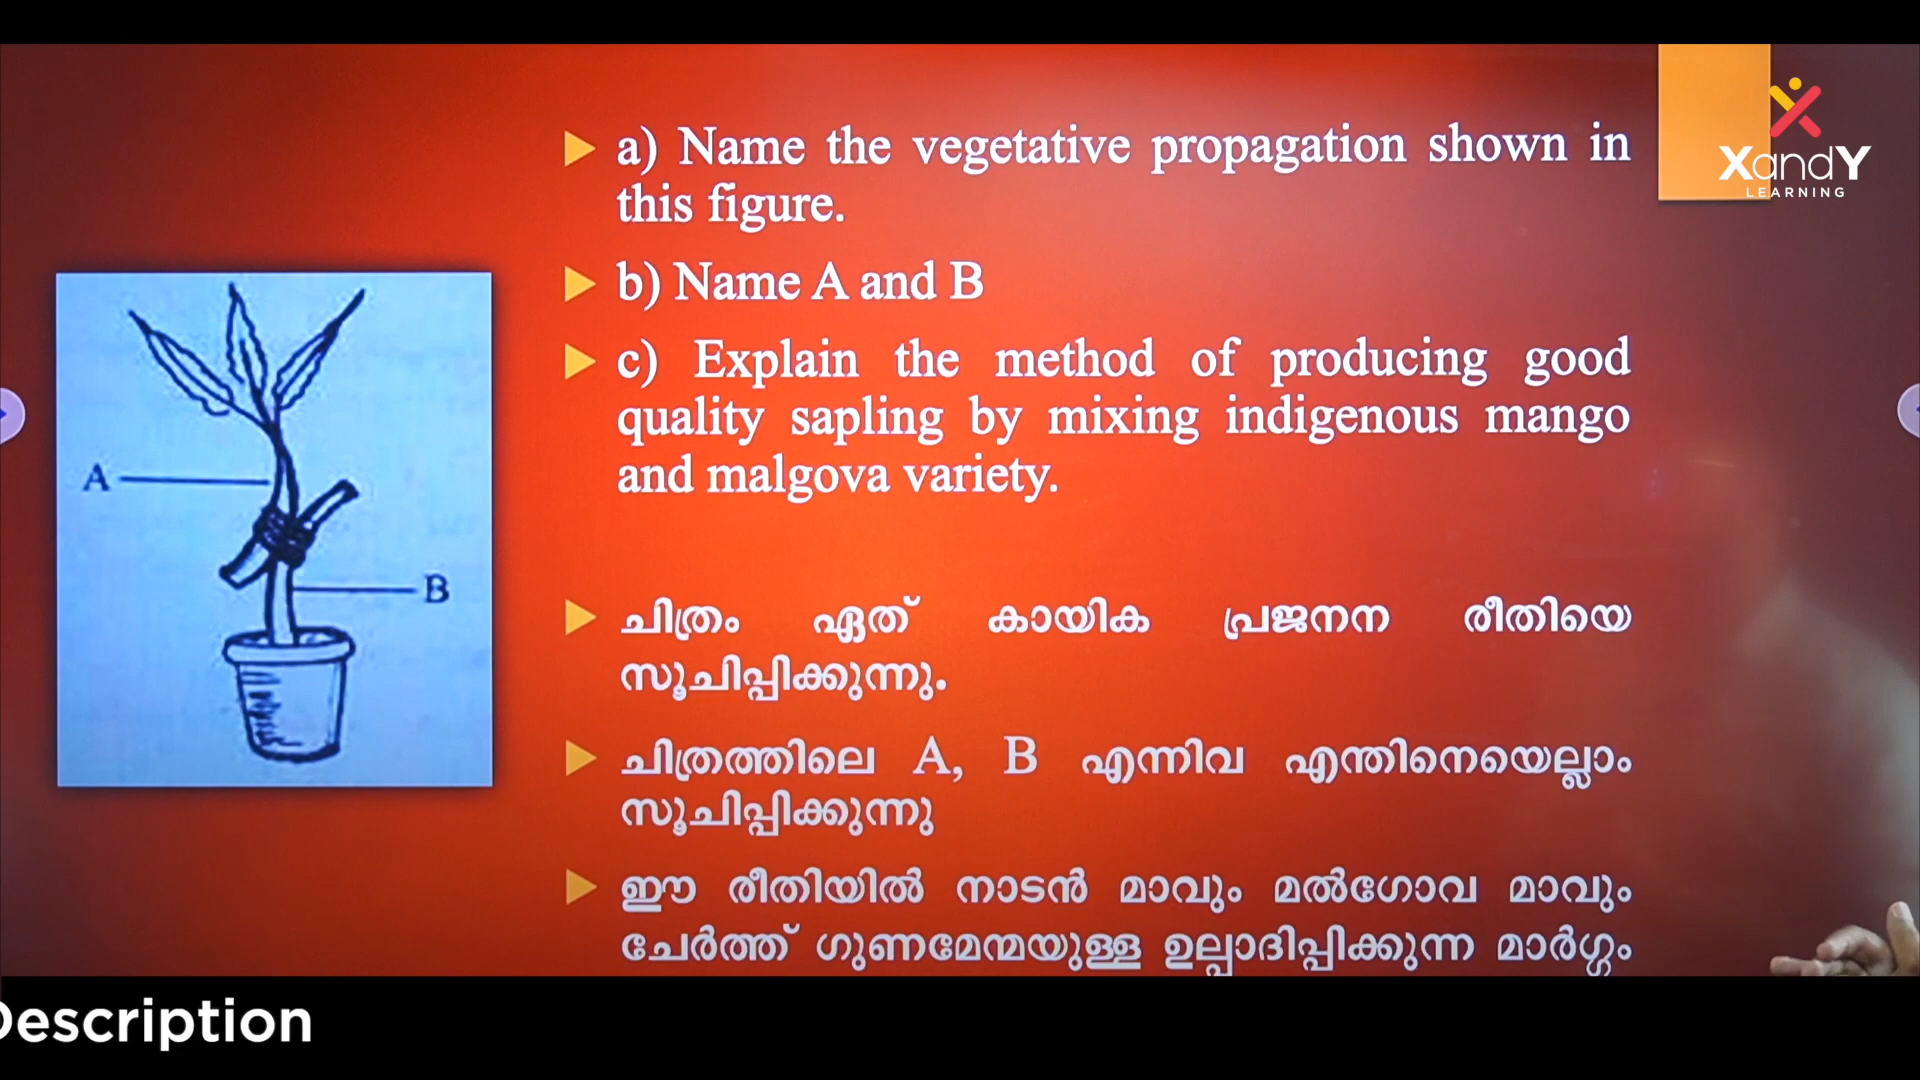 XandY
LEARNING
a) Name the vegetative propagation shown in
this figure.
b) Name A and B
c) Explain the method of producing good
quality sapling by mixing indigenous mango
and malgova variety.
A
B
ചിത്രം ഏത് കായിക പ്രജനന രീതിയെ
സൂചിപ്പിക്കുന്നു.
ചിത്രത്തിലെ A, B എന്നിവ എന്തിനെയെല്ലാം
സൂചിപ്പിക്കുന്നു
ഈ രീതിയിൽ നാടൻ മാവും മൽഗോവ മാവും
ചേർത്ത് ഗുണമേന്മയുള്ള ഉല്പാദിപ്പിക്കുന്ന മാർഗ്ഗം
Description